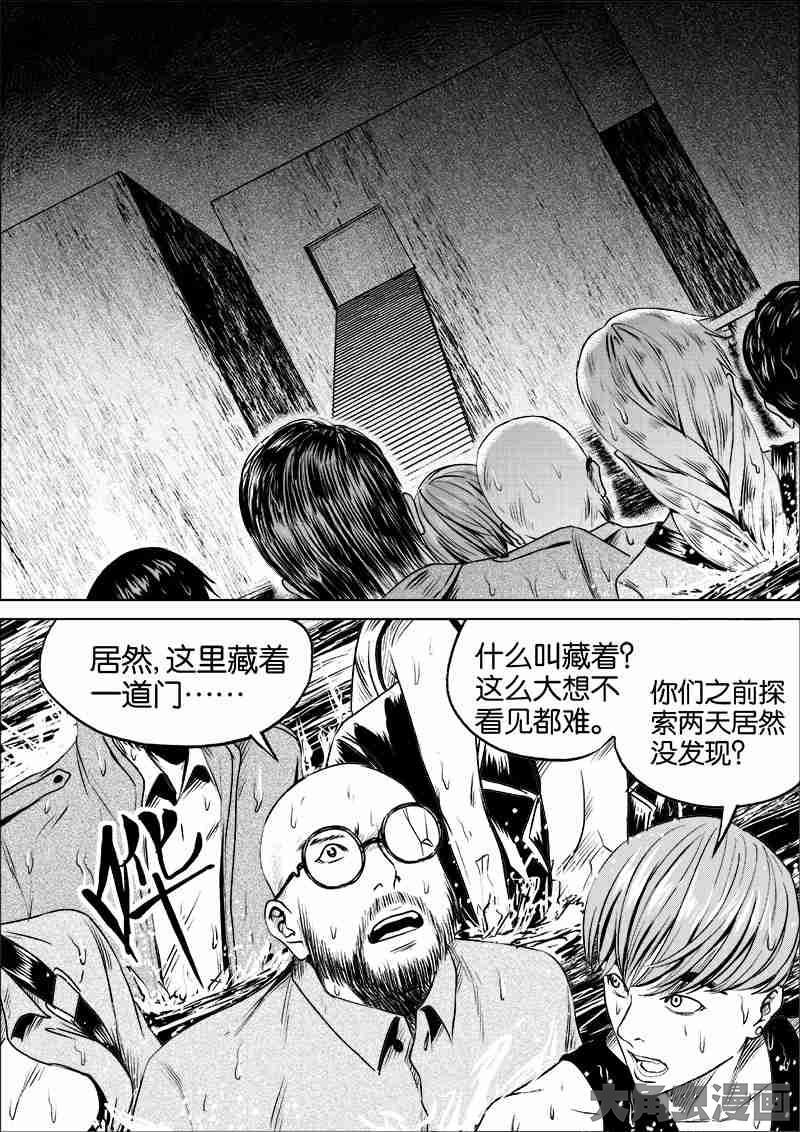 居然,这里藏着
一道门……
什么叫藏着?
这么大想不
看见都难。
你们之前探
索两天居然
没发现?
大角虫漫画